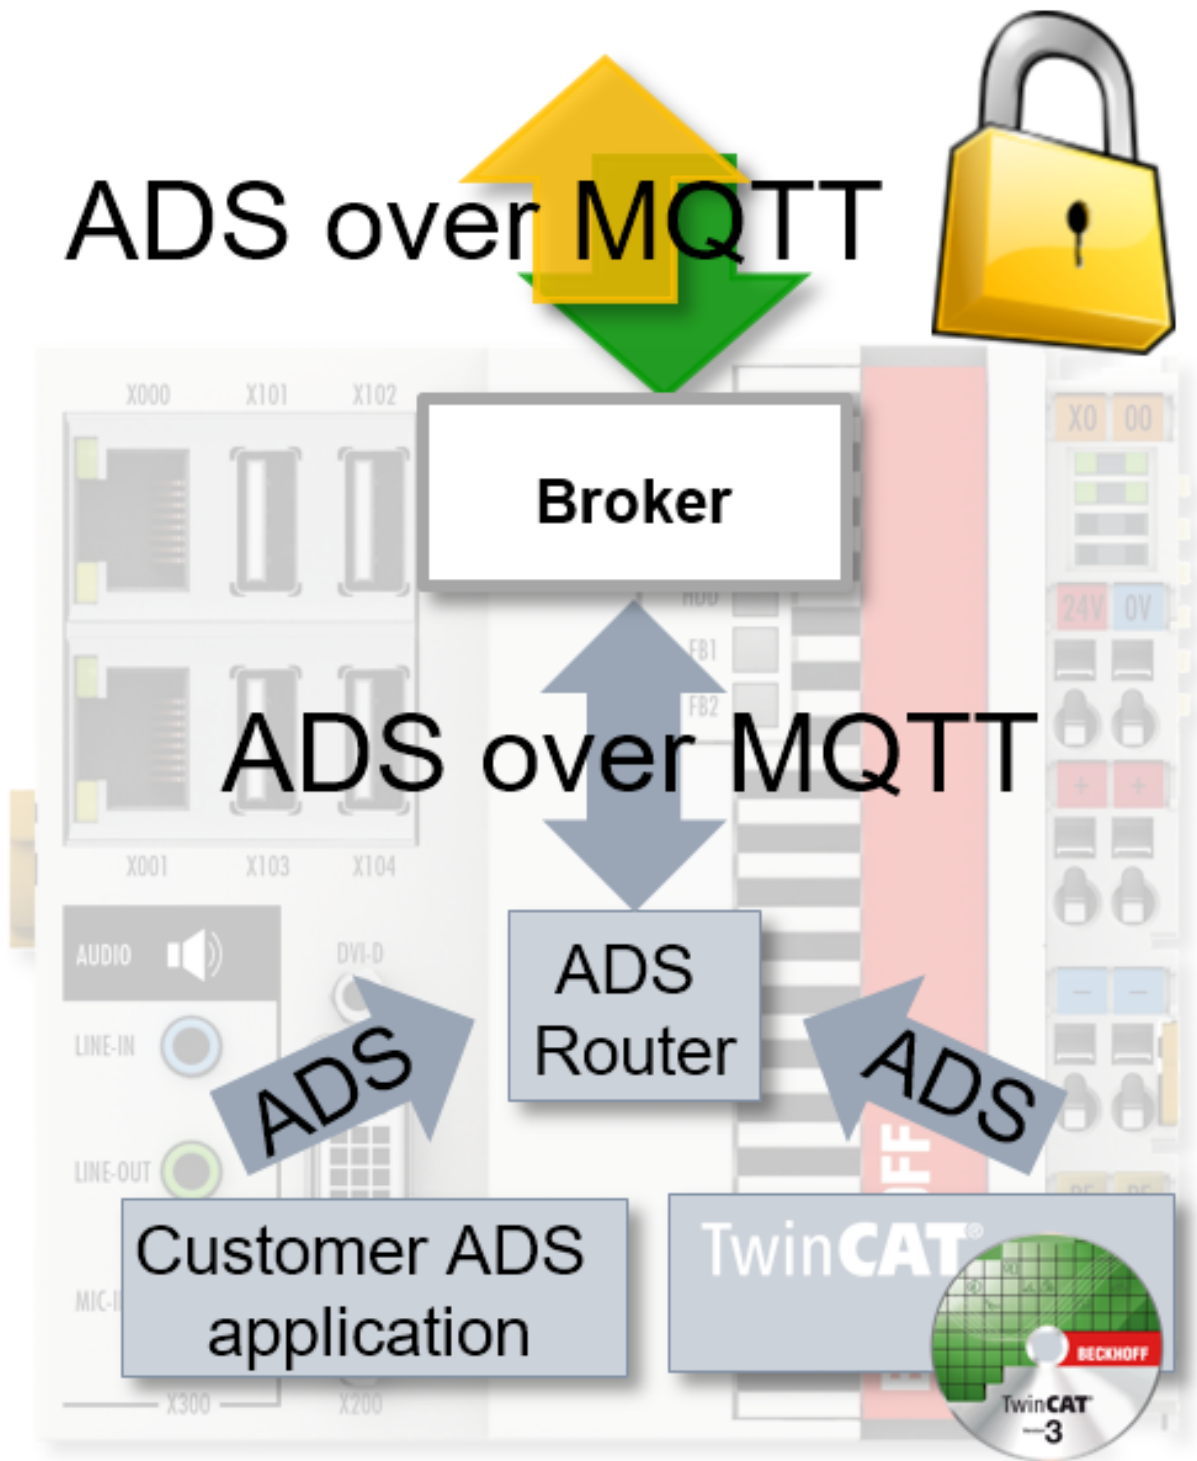 ADS over MQTT
X000 X101 X102
X0 00
Broker
HDD
24V 0V
FB1
FB2
ADS over MQTT
+ +
X001 X103 X104
AUDIO
DVI-D
ADS
Router
- -
LINE-IN
ADS
ADS
LINE-OUT
Customer ADS
application
TwinCAT®
BECKHOFF
TwinCAT®
3
X300
X200